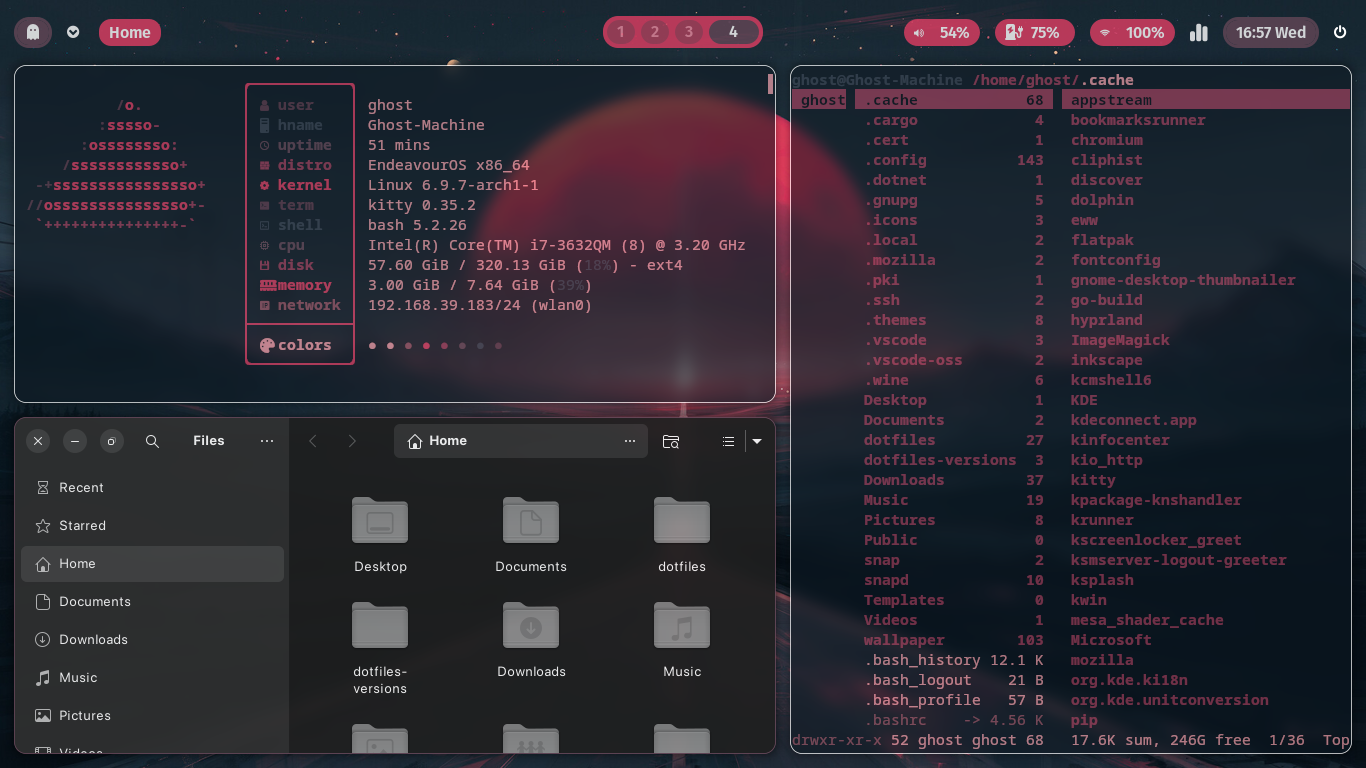 Home
1 2 3 4
54% 75% 100% 16:57 Wed
/o.
:sssso-
:ossssssso:
/ssssssssssso+
-+ssssssssssssssso+
//osssssssssssssso+-
`+++++++++++++++-`
user ghost
hname Ghost-Machine
uptime 51 mins
distro EndeavourOS x86_64
kernel Linux 6.9.7-arch1-1
term kitty 0.35.2
shell bash 5.2.26
cpu Intel(R) Core(TM) i7-3632QM (8) @ 3.20 GHz
disk 57.60 GiB / 320.13 GiB (18%) - ext4
memory 3.00 GiB / 7.64 GiB (39%)
network 192.168.39.183/24 (wlan0)
colors
Files
Home
Recent
Starred
Home
Documents
Downloads
Music
Pictures
Videos
Desktop
Documents
dotfiles
dotfiles-
versions
Downloads
Music
ghost@Ghost-Machine /home/ghost/.cache
ghost .cache 68 appstream
.cargo 4 bookmarksrunner
.cert 1 chromium
.config 143 cliphist
.dotnet 1 discover
.gnupg 5 dolphin
.icons 3 eww
.local 2 flatpak
.mozilla 2 fontconfig
.pki 1 gnome-desktop-thumbnailer
.ssh 2 go-build
.themes 8 hyprland
.vscode 3 ImageMagick
.vscode-oss 2 inkscape
.wine 6 kcmshell6
Desktop 1 KDE
Documents 2 kdeconnect.app
dotfiles 27 kinfocenter
dotfiles-versions 3 kio_http
Downloads 37 kitty
Music 19 kpackage-knshandler
Pictures 8 krunner
Public 0 kscreenlocker_greet
snap 2 ksmserver-logout-greeter
snapd 10 ksplash
Templates 0 kwin
Videos 1 mesa_shader_cache
wallpaper 103 Microsoft
.bash_history 12.1 K mozilla
.bash_logout 21 B org.kde.ki18n
.bash_profile 57 B org.kde.unitconversion
.bashrc -> 4.56 K pip
drwxr-xr-x 52 ghost ghost 68 17.6K sum, 246G free 1/36 Top